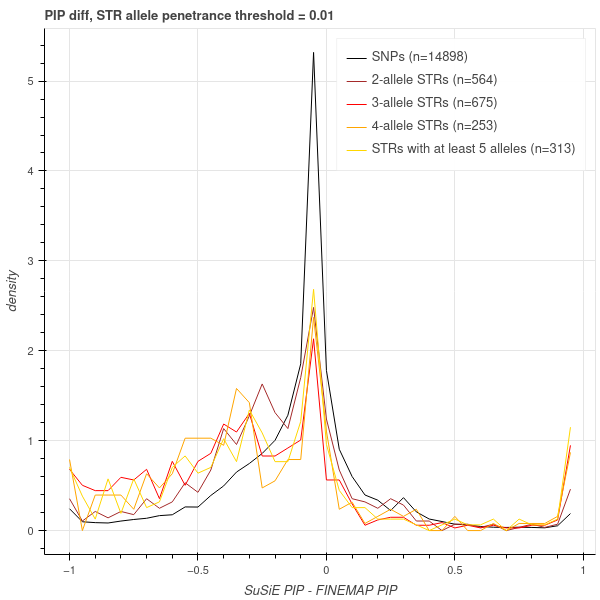 PIP diff, STR allele penetrance threshold = 0.01
SNPs (n=14898)
2-allele STRs (n=564)
3-allele STRs (n=675)
4-allele STRs (n=253)
STRs with at least 5 alleles (n=313)
density
5
4
3
2
1
0
−1
−0.5
0
0.5
1
SuSiE PIP - FINEMAP PIP